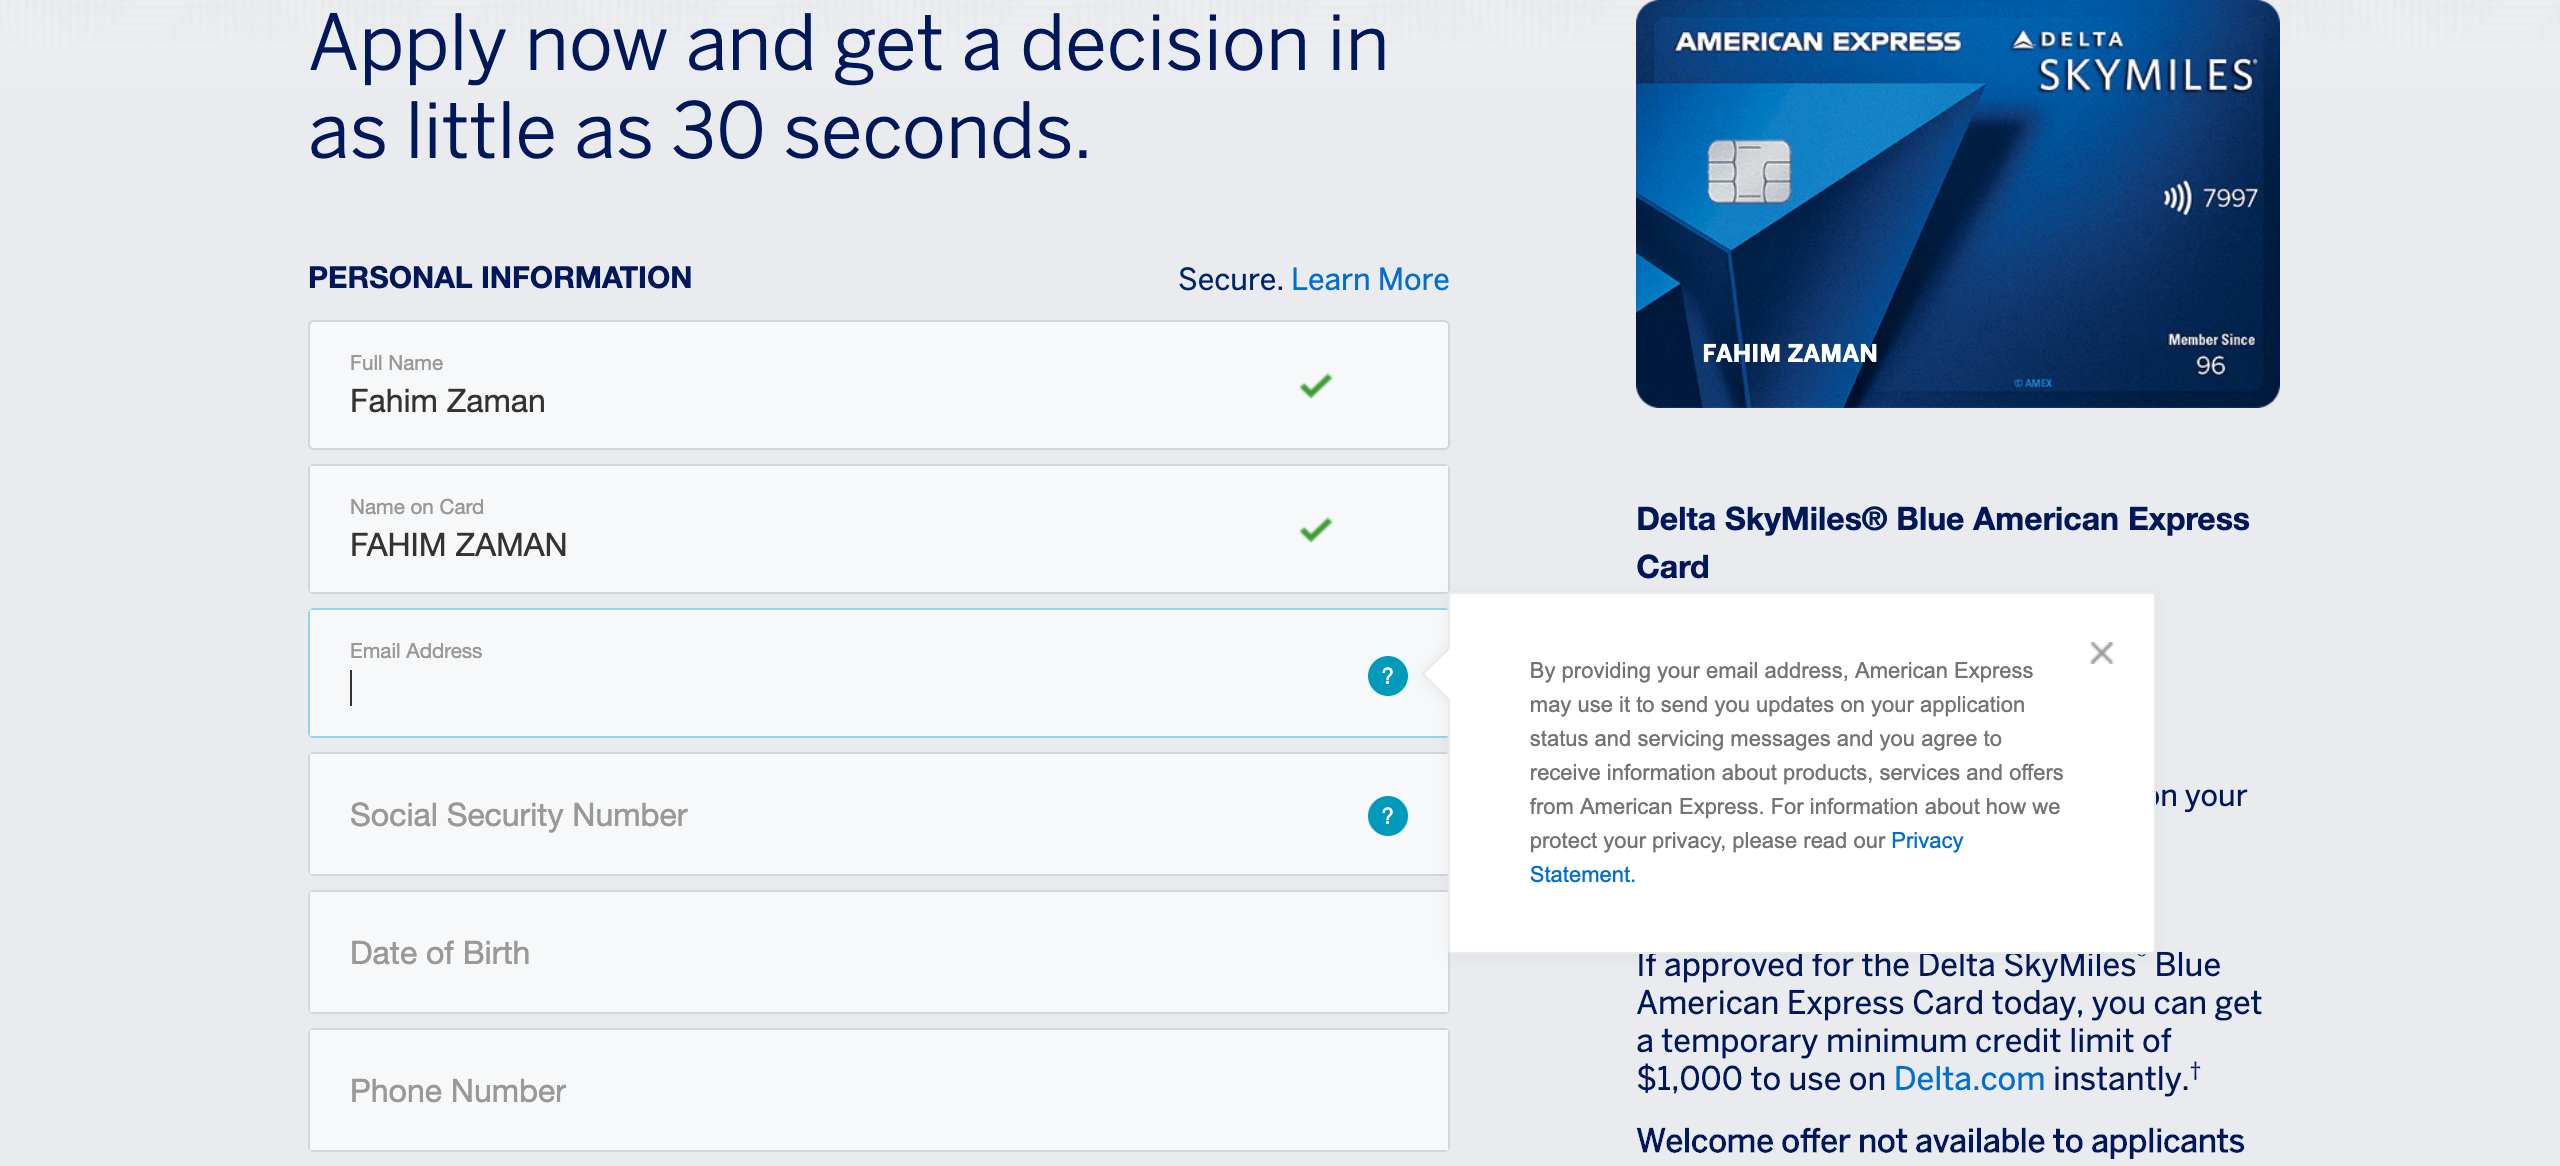 Apply now and get a decision in
as little as 30 seconds.
PERSONAL INFORMATION
Secure. Learn More
Full Name
Fahim Zaman
Name on Card
FAHIM ZAMAN
Email Address
?
Social Security Number
?
Date of Birth
Phone Number
AMERICAN EXPRESS
DELTA
SKYMILES®
7997
FAHIM ZAMAN
Member Since
96
© AMEX
Delta SkyMiles® Blue American Express
Card
By providing your email address, American Express
may use it to send you updates on your application
status and servicing messages and you agree to
receive information about products, services and offers
from American Express. For information about how we
protect your privacy, please read our Privacy
Statement.
on your
If approved for the Delta SkyMiles® Blue
American Express Card today, you can get
a temporary minimum credit limit of
$1,000 to use on Delta.com instantly.†
Welcome offer not available to applicants